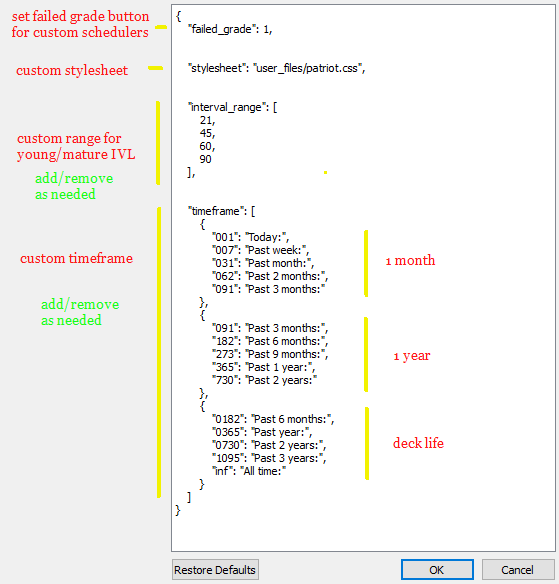 set failed grade button
for custom schedulers
custom stylesheet
custom range for
young/mature IVL
add/remove
as needed
custom timeframe
add/remove
as needed
{
"failed_grade": 1,
"stylesheet": "user_files/patriot.css",
"interval_range": [
21,
45,
60,
90
],
"timeframe": [
{
"001": "Today:",
"007": "Past week:",
"031": "Past month:",
"062": "Past 2 months:",
"091": "Past 3 months:"
},
{
"091": "Past 3 months:",
"182": "Past 6 months:",
"273": "Past 9 months:",
"365": "Past 1 year:",
"730": "Past 2 years:"
},
{
"0182": "Past 6 months:",
"0365": "Past year:",
"0730": "Past 2 years:",
"1095": "Past 3 years:",
"inf": "All time:"
}
]
}
1 month
1 year
deck life
Restore Defaults
OK
Cancel